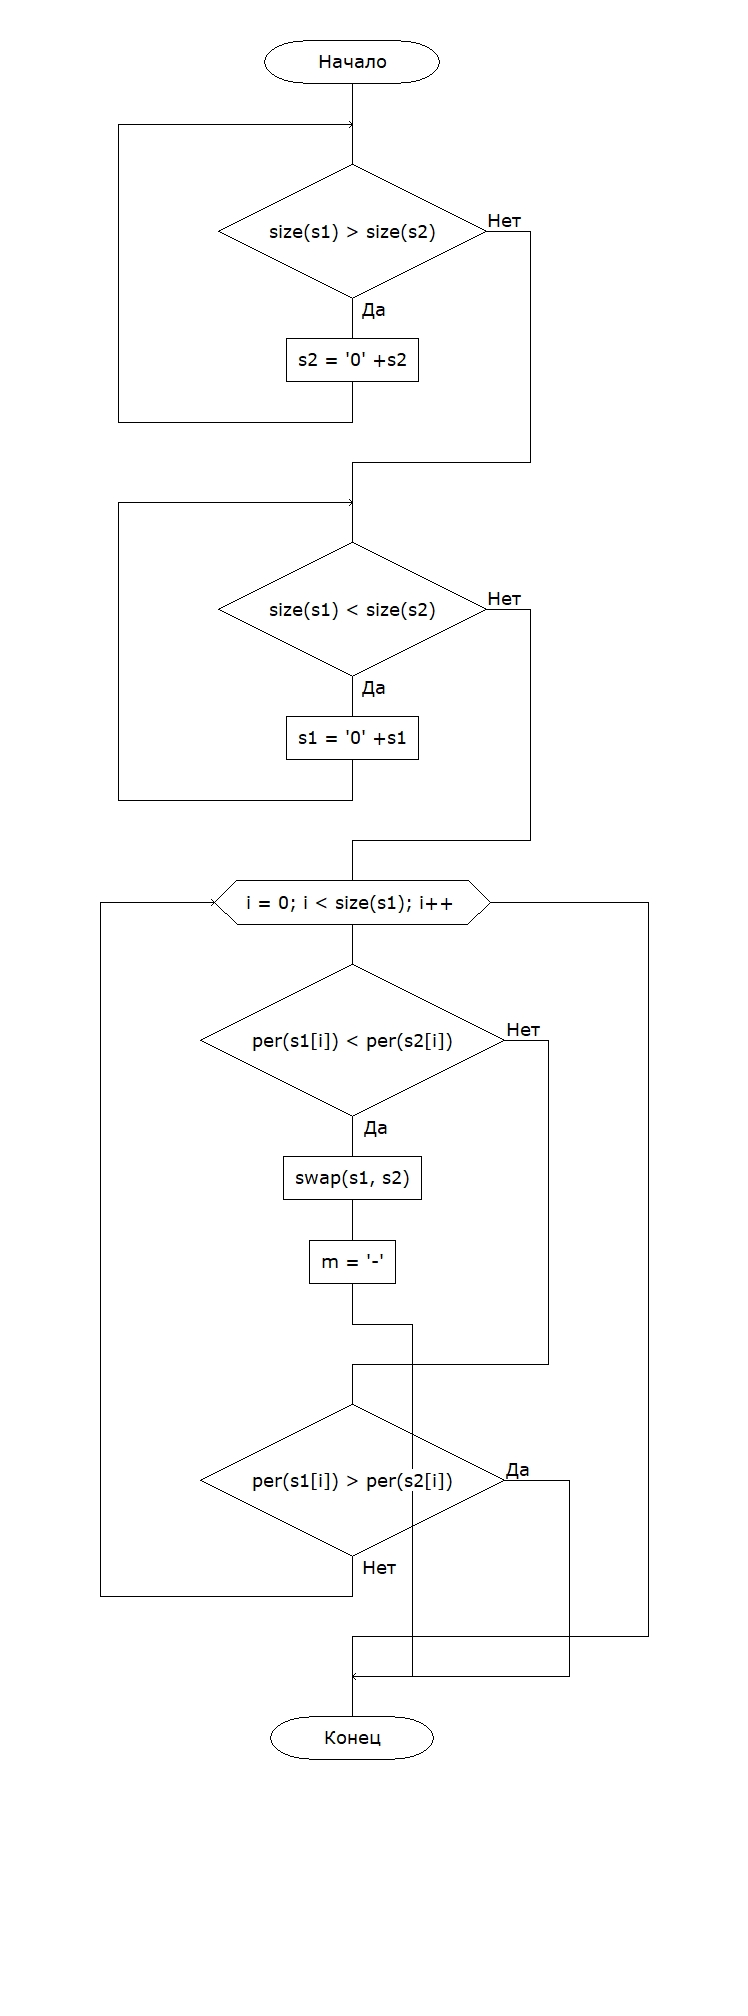 Начало
size(s1) > size(s2)
Нет
Да
s2 = '0' +s2
size(s1) < size(s2)
Нет
Да
s1 = '0' +s1
i = 0; i < size(s1); i++
per(s1[i]) < per(s2[i])
Нет
Да
swap(s1, s2)
m = '-'
per(s1[i]) > per(s2[i])
Да
Нет
Конец